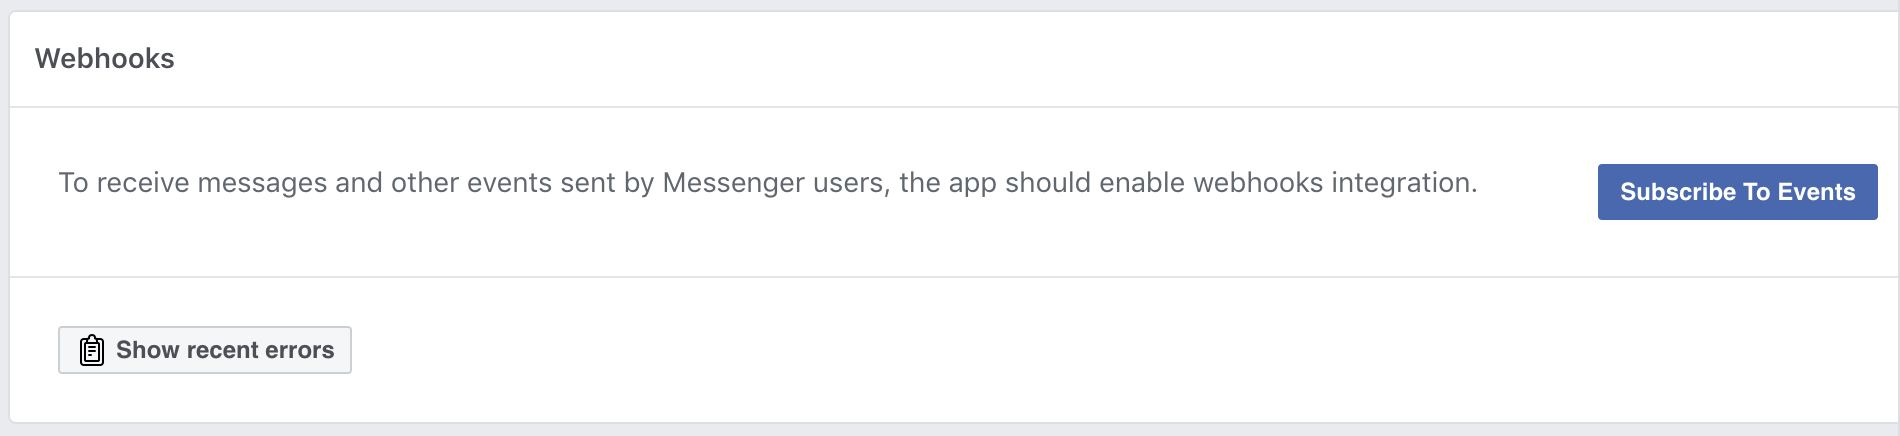 Webhooks
To receive messages and other events sent by Messenger users, the app should enable webhooks integration.
Subscribe To Events
Show recent errors